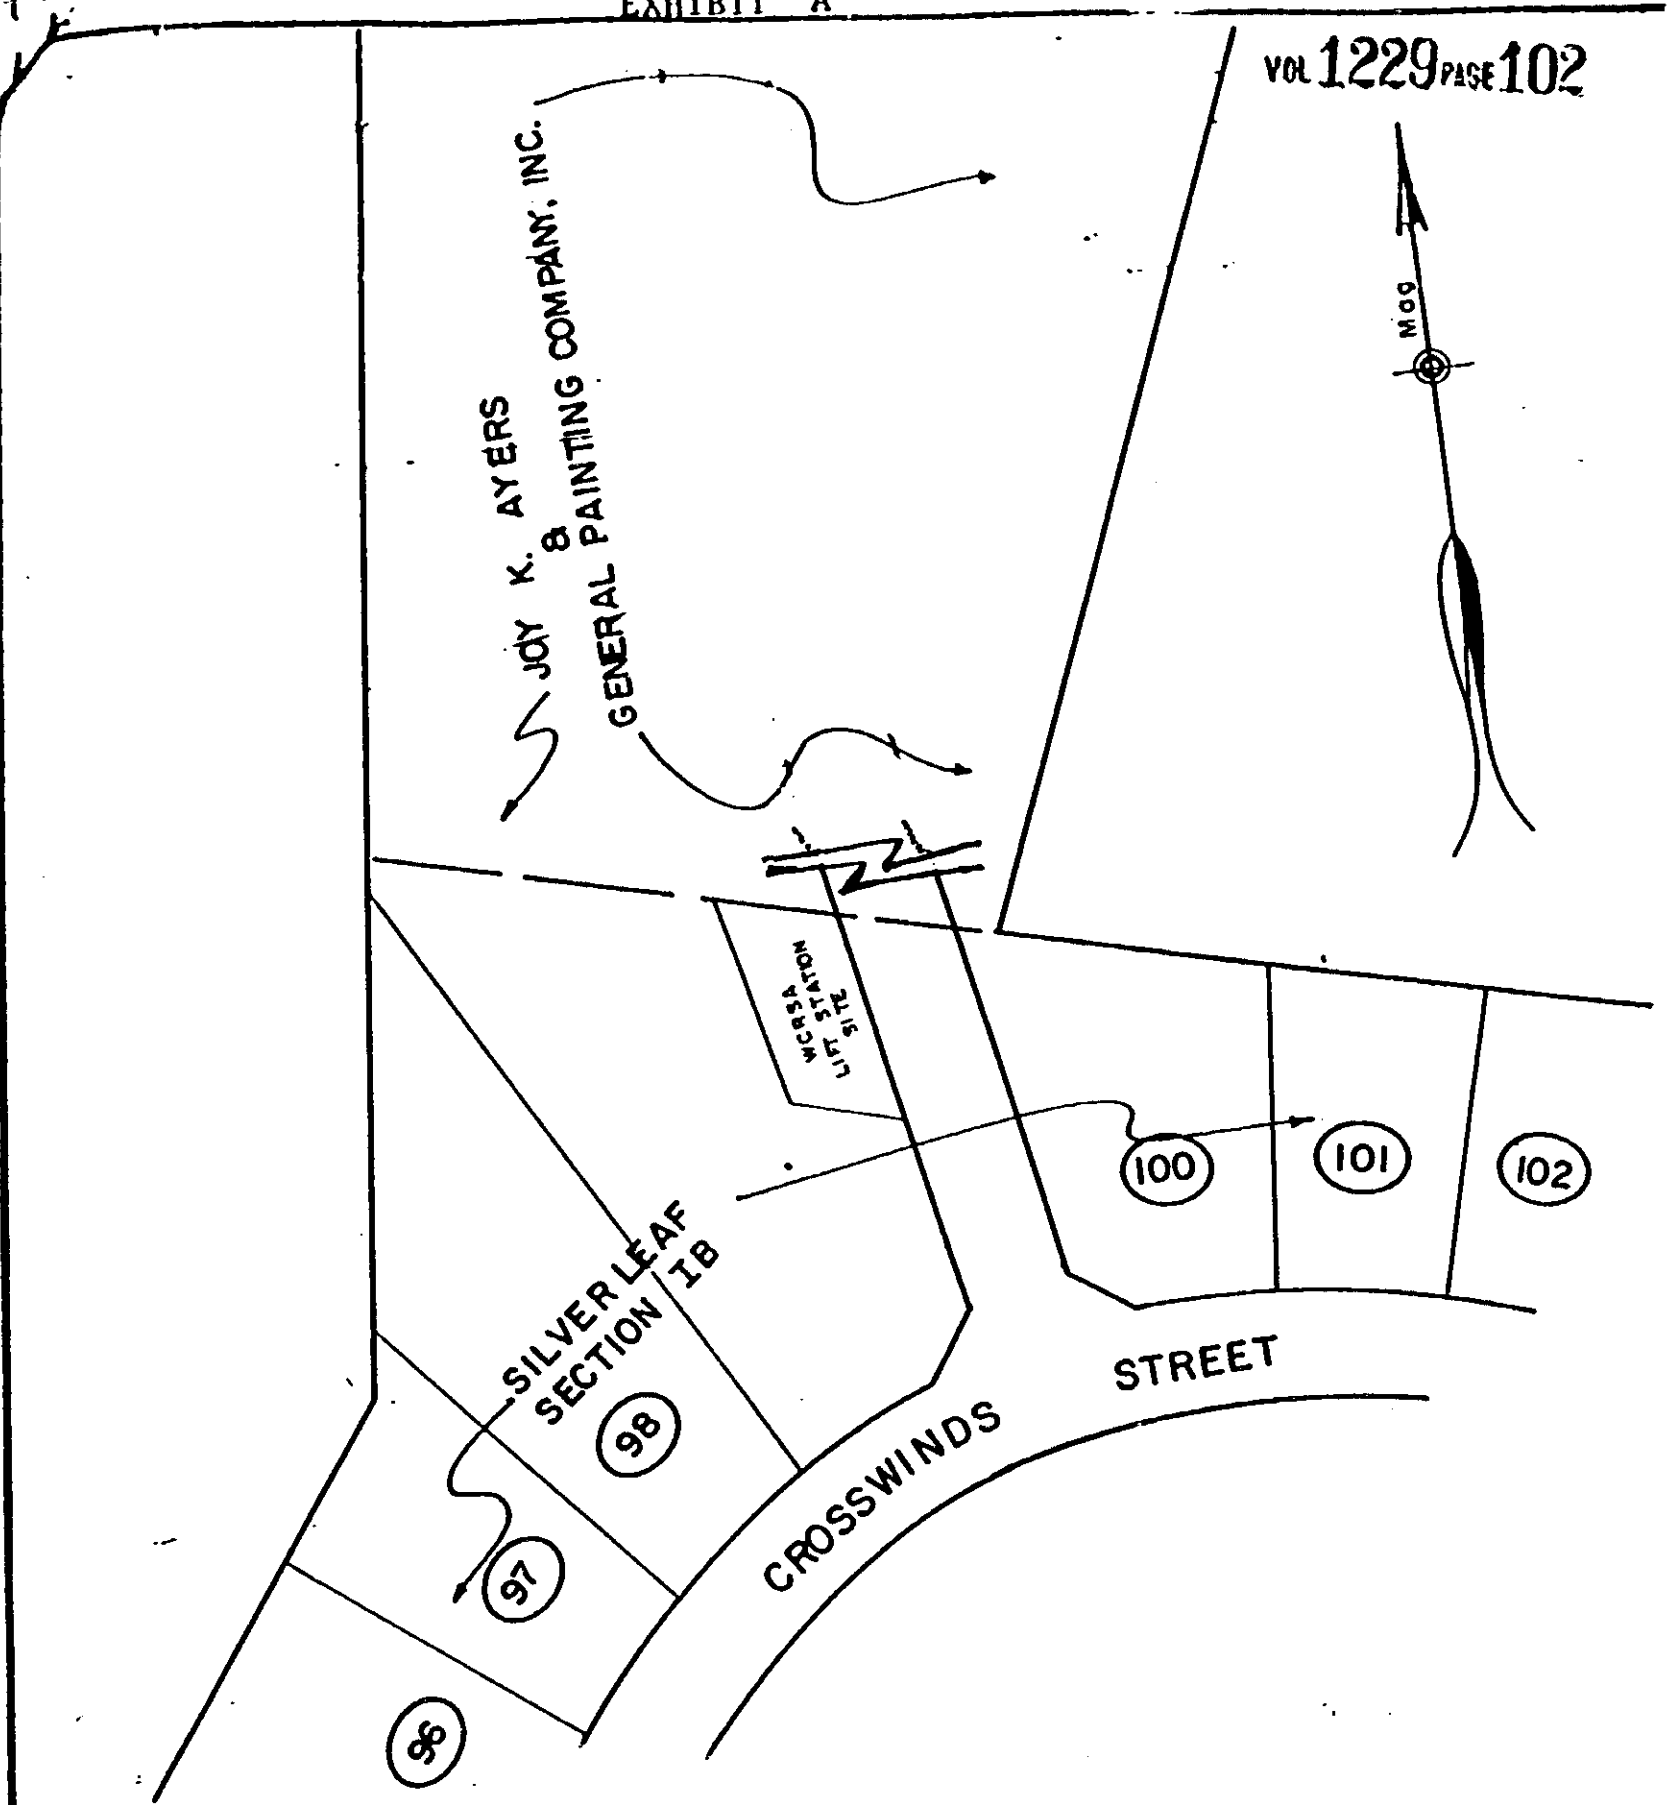 EXHIBIT A
VOL 1229 PAGE 102
Mag
JOY K. AYERS
&
GENERAL PAINTING COMPANY, INC.
WCRSA
LIFT STATION
SITE
100
101
102
SILVER LEAF
SECTION IB
98
97
96
CROSSWINDS STREET